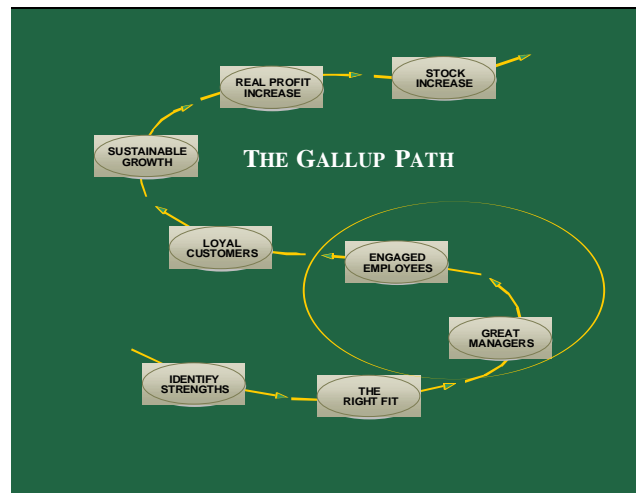 REAL PROFIT
INCREASE
STOCK
INCREASE
SUSTAINABLE
GROWTH
THE GALLUP PATH
LOYAL
CUSTOMERS
ENGAGED
EMPLOYEES
GREAT
MANAGERS
IDENTIFY
STRENGTHS
THE
RIGHT FIT